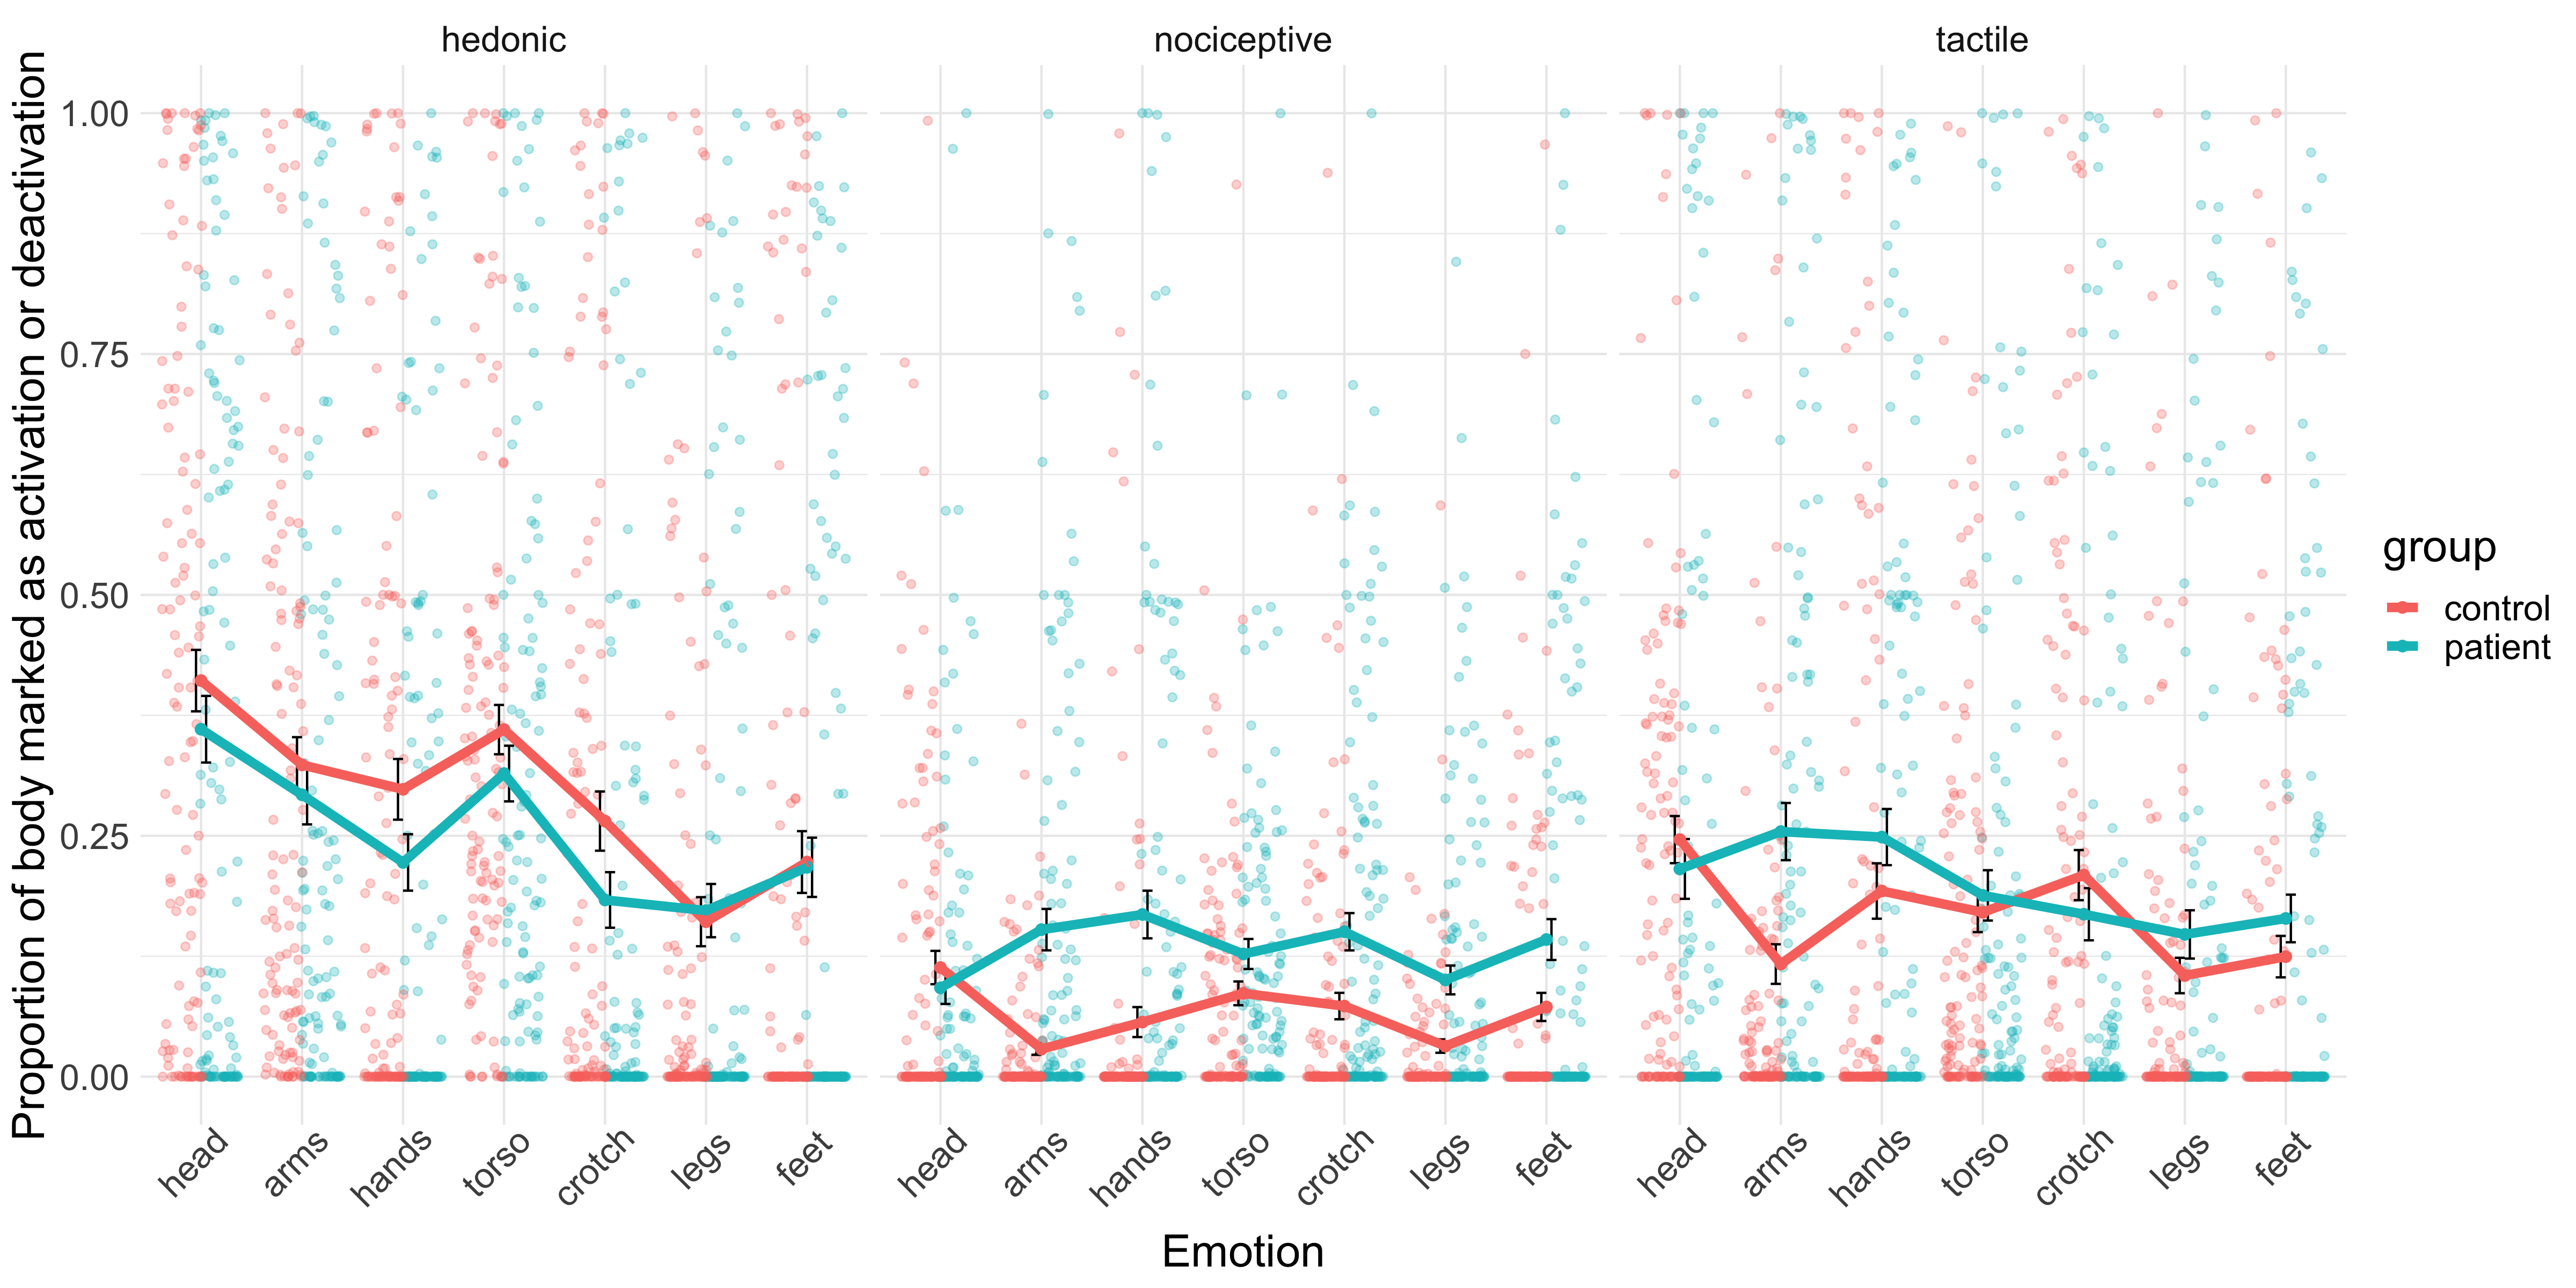 hedonic nociceptive tactile
Proportion of body marked as activation or deactivation
1.00
0.75
0.50
0.25
0.00
head arms hands torso crotch legs feet head arms hands torso crotch legs feet head arms hands torso crotch legs feet
Emotion
group
control
patient